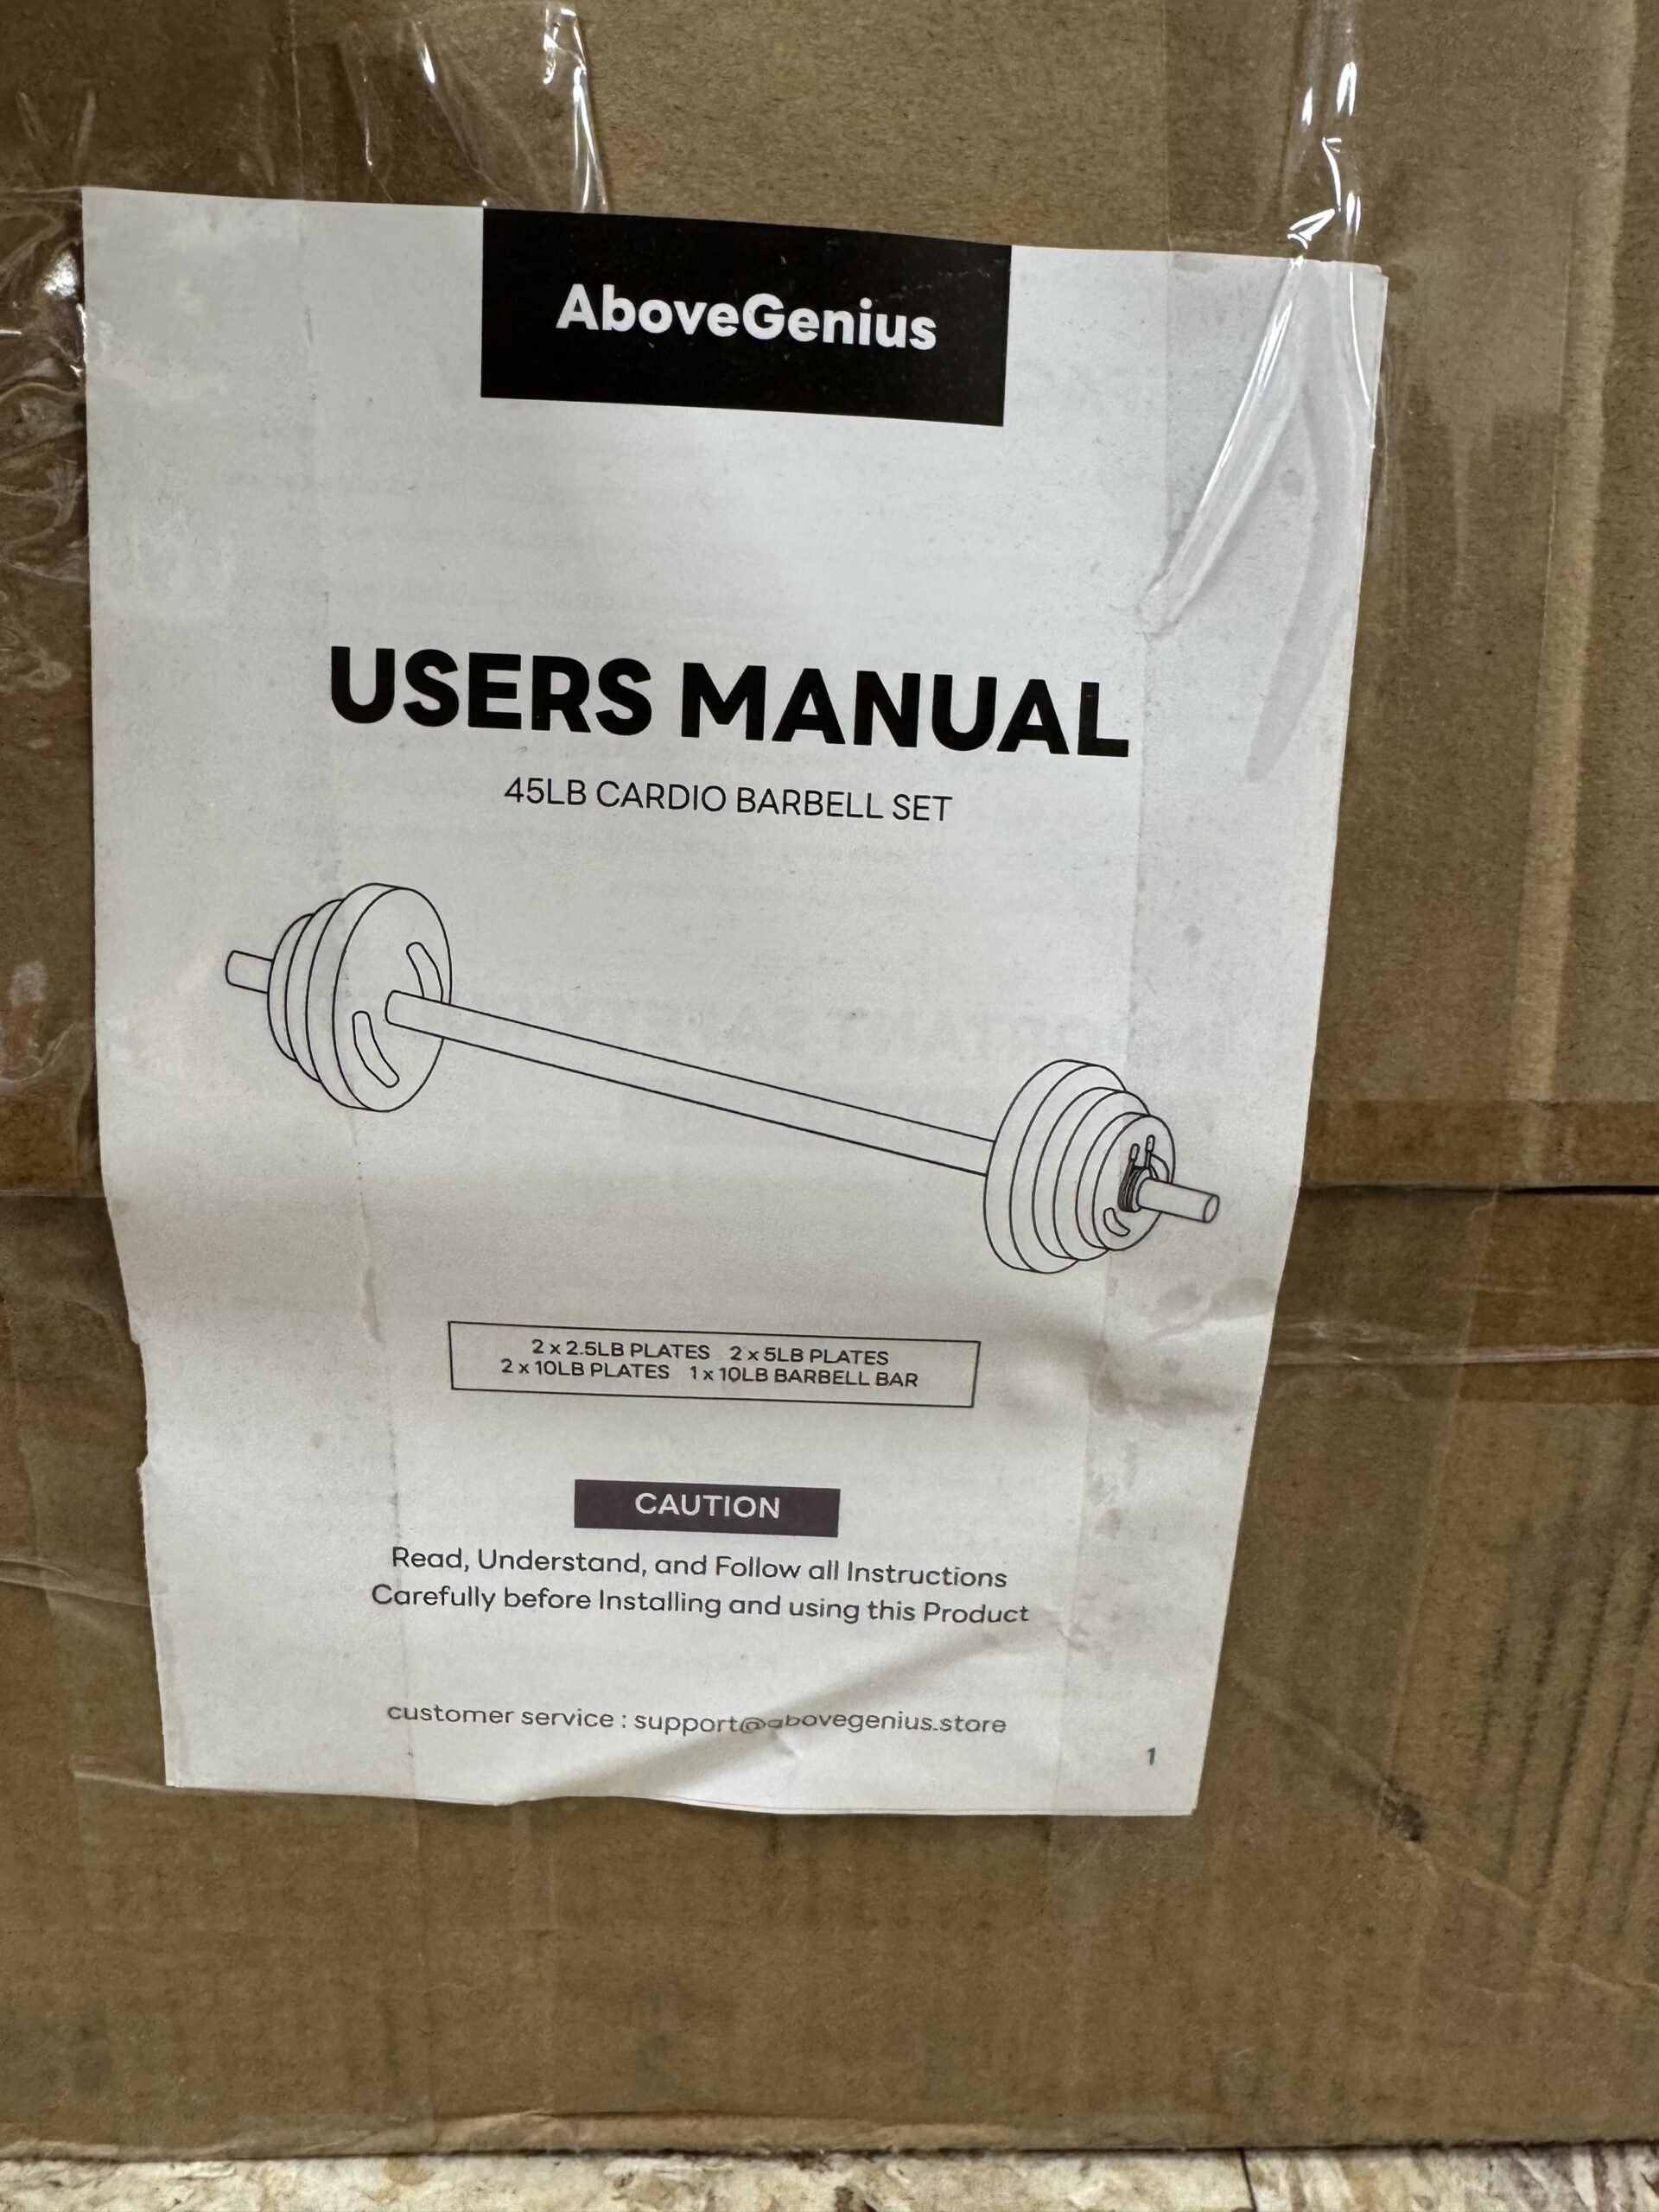 AboveGenius
USERS MANUAL
45LB CARDIO BARBELL SET
2 x 2.5LB PLATES 2 x 5LB PLATES
2 x 10LB PLATES 1 x 10LB BARBELL BAR
CAUTION
Read, Understand, and Follow all Instructions
Carefully before Installing and using this Product
customer service : support@abovegenius.store
1